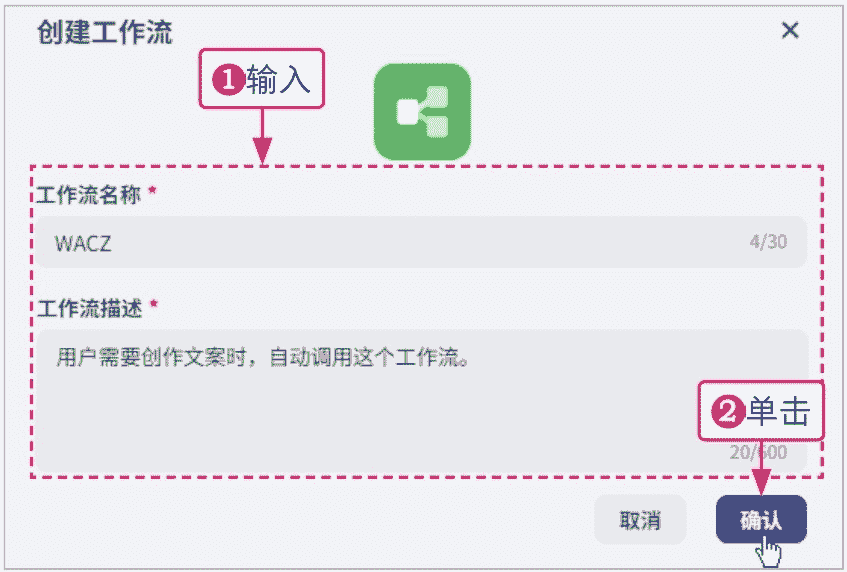 创建工作流
❶输入
工作流名称 *
WACZ 4/30
工作流描述 *
用户需要创作文案时，自动调用这个工作流。
❷单击
20/600
取消 确认